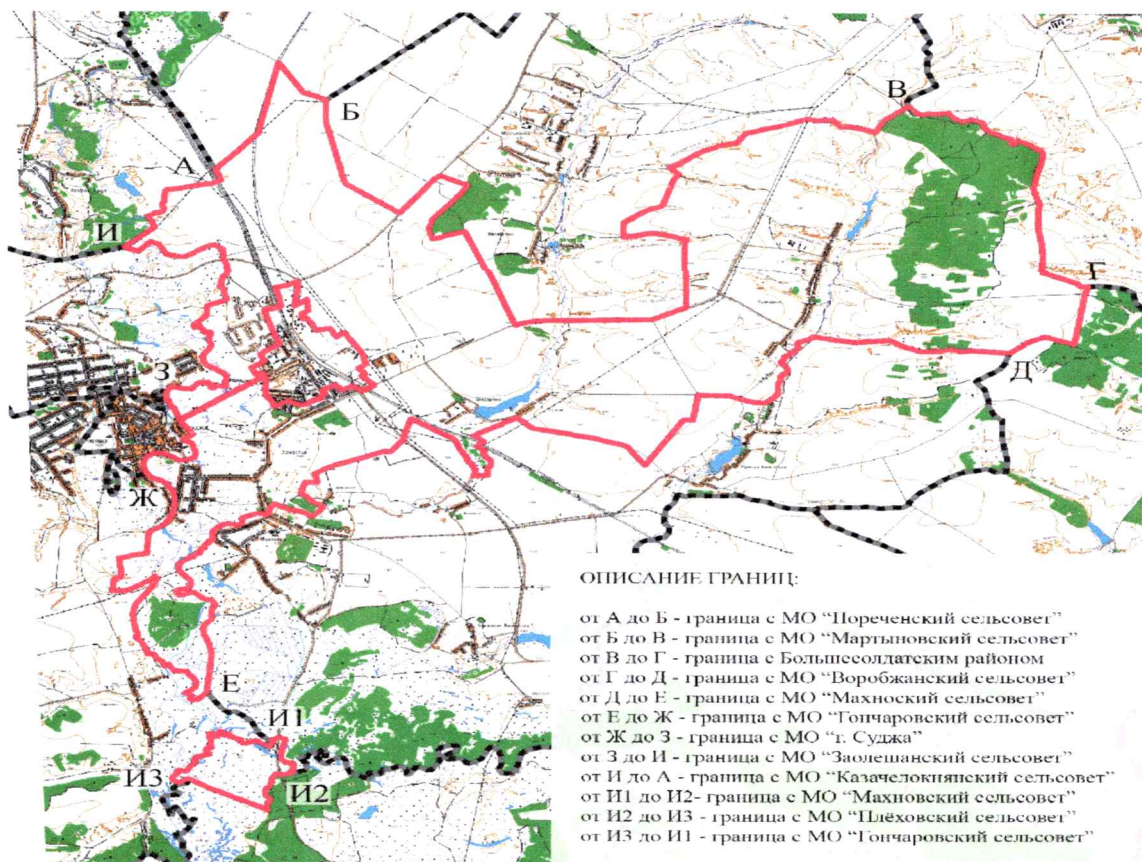 Б
В
А
И
Г
З
Д
Ж
Е
И1
И3
И2
ОПИСАНИЕ ГРАНИЦ:
от А до Б - граница с МО “Пореченский сельсовет”
от Б до В - граница с МО “Мартыновский сельсовет”
от В до Г - граница с Большесолдатским районом
от Г до Д - граница с МО “Воробжанский сельсовет”
от Д до Е - граница с МО “Махноский сельсовет”
от Е до Ж - граница с МО “Гончаровский сельсовет”
от Ж до З - граница с МО “г. Суджа”
от З до И - граница с МО “Заолешанский сельсовет”
от И до А - граница с МО “Казачелокнянский сельсовет”
от И1 до И2- граница с МО “Махновский сельсовет”
от И2 до И3 - граница с МО “Плёховский сельсовет”
от И3 до И1 - граница с МО “Гончаровский сельсовет”